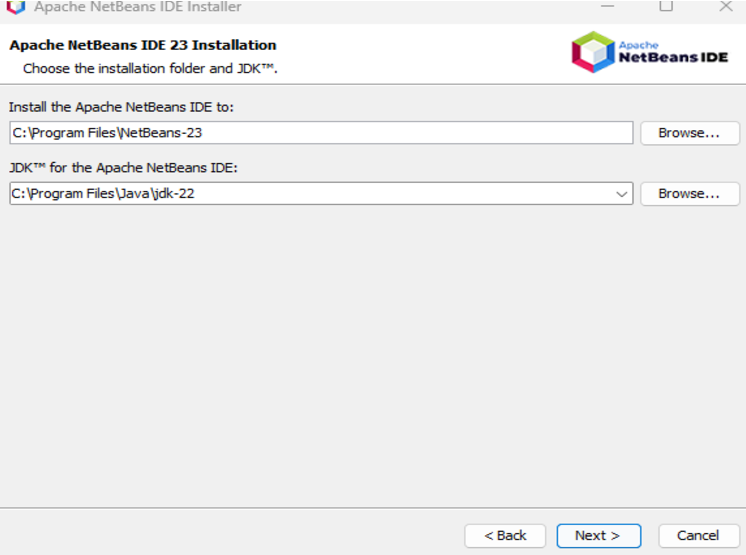 Apache NetBeans IDE Installer
Apache NetBeans IDE 23 Installation
Choose the installation folder and JDK™.
Apache
NetBeans IDE
Install the Apache NetBeans IDE to:
C:\Program Files\NetBeans-23
Browse...
JDK™ for the Apache NetBeans IDE:
C:\Program Files\Java\jdk-22
Browse...
< Back
Next >
Cancel